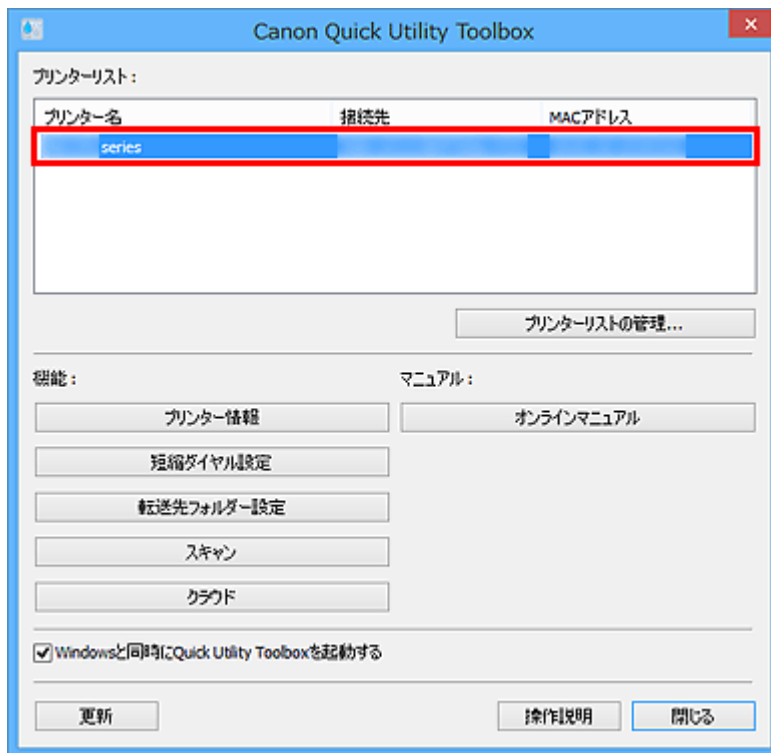 Canon Quick Utility Toolbox
プリンターリスト：
プリンター名 接続先 MACアドレス
series
プリンターリストの管理...
機能： マニュアル：
プリンター情報 オンラインマニュアル
短縮ダイヤル設定
転送先フォルダー設定
スキャン
クラウド
Windowsと同時にQuick Utility Toolboxを起動する
更新 操作説明 閉じる